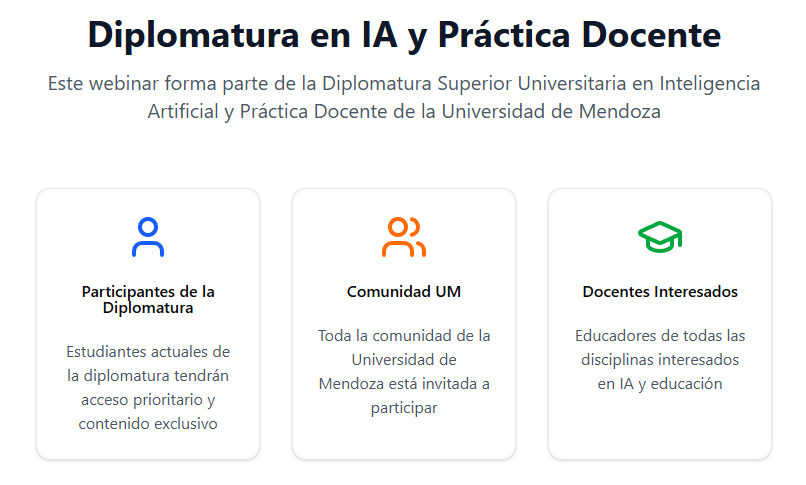 Diplomatura en IA y Práctica Docente
Este webinar forma parte de la Diplomatura Superior Universitaria en Inteligencia
Artificial y Práctica Docente de la Universidad de Mendoza
Participantes de la
Diplomatura
Estudiantes actuales de
la diplomatura tendrán
acceso prioritario y
contenido exclusivo
Comunidad UM
Toda la comunidad de la
Universidad de
Mendoza está invitada a
participar
Docentes Interesados
Educadores de todas las
disciplinas interesados
en IA y educación